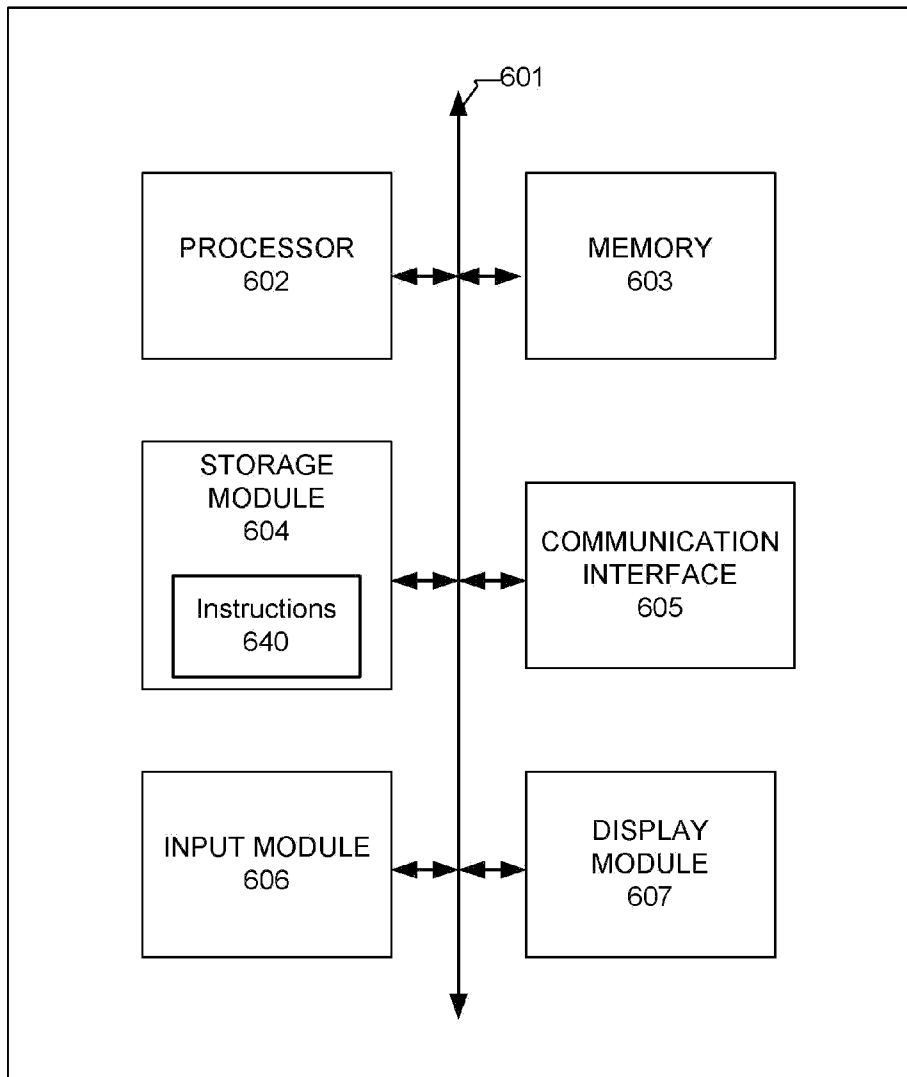 601
PROCESSOR
602
MEMORY
603
STORAGE
MODULE
604
Instructions
640
COMMUNICATION
INTERFACE
605
INPUT MODULE
606
DISPLAY
MODULE
607